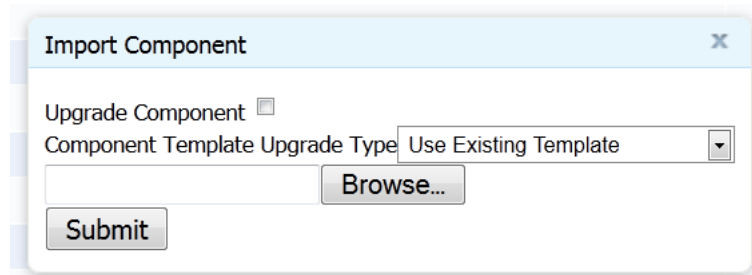 Import Component x
Upgrade Component
Component Template Upgrade Type Use Existing Template
Browse...
Submit